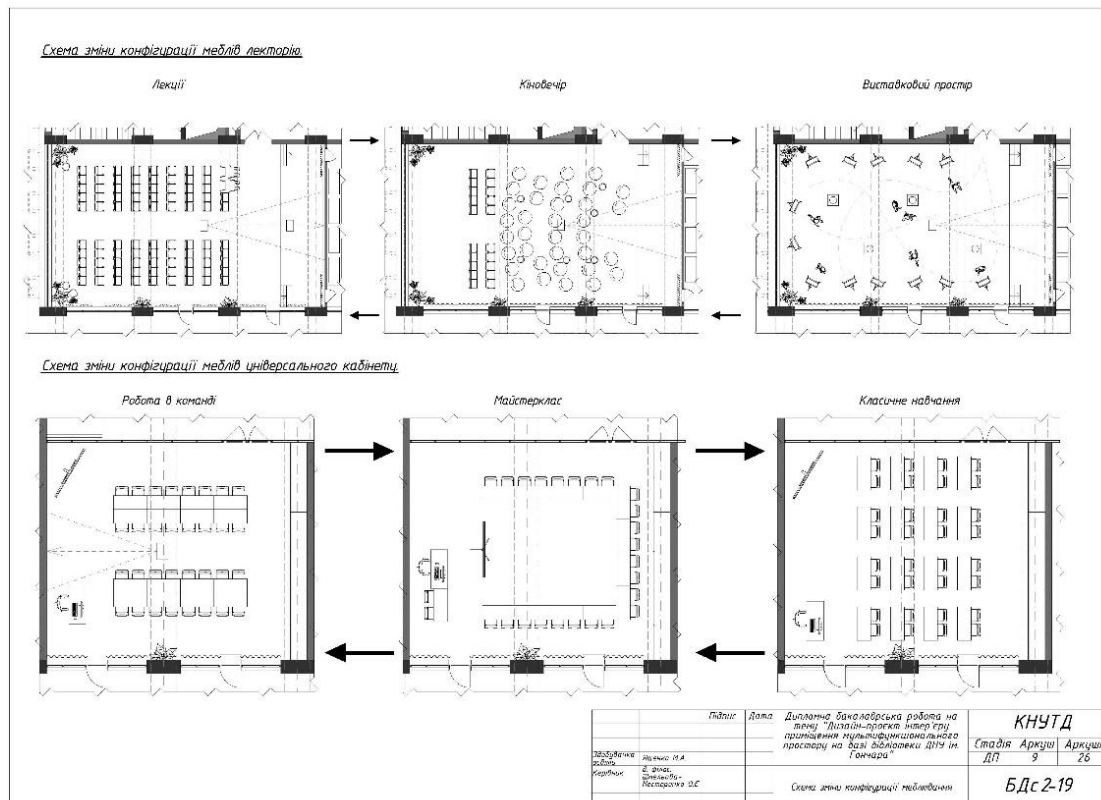 Схема зміни конфігурації меблів лекторію.
Лекції
Кіновечір
Виставковий простір
Схема зміни конфігурації меблів універсального кабінету.
Робота в команді
Майстерклас
Класичне навчання
Підпис Дата
Дипломна бакалаврська робота на
тему "Дизайн-проєкт інтер'єру
приміщення мультифункціонального
простору на базі бібліотеки ДНУ ім.
Гончара"
КНУТД
Стадія Аркуш Аркуші
ДП 9 26
Здобувачка
Яценко М.А.
Керівник
Схема зміни конфігурації меблювання
БДс 2-19